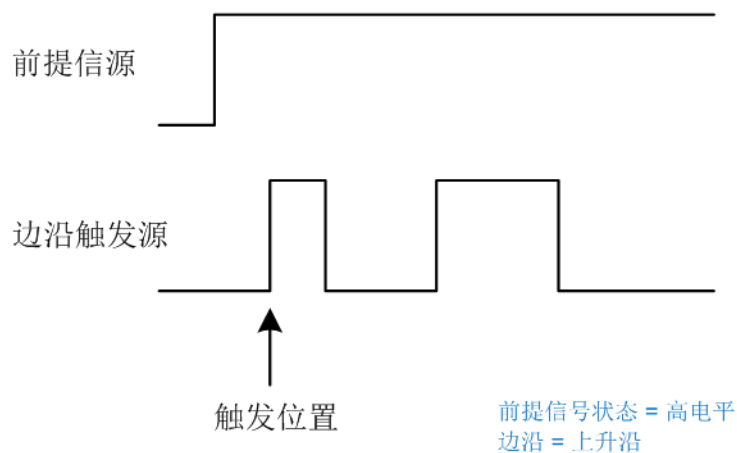 前提信源
边沿触发源
触发位置
前提信号状态 = 高电平
边沿 = 上升沿